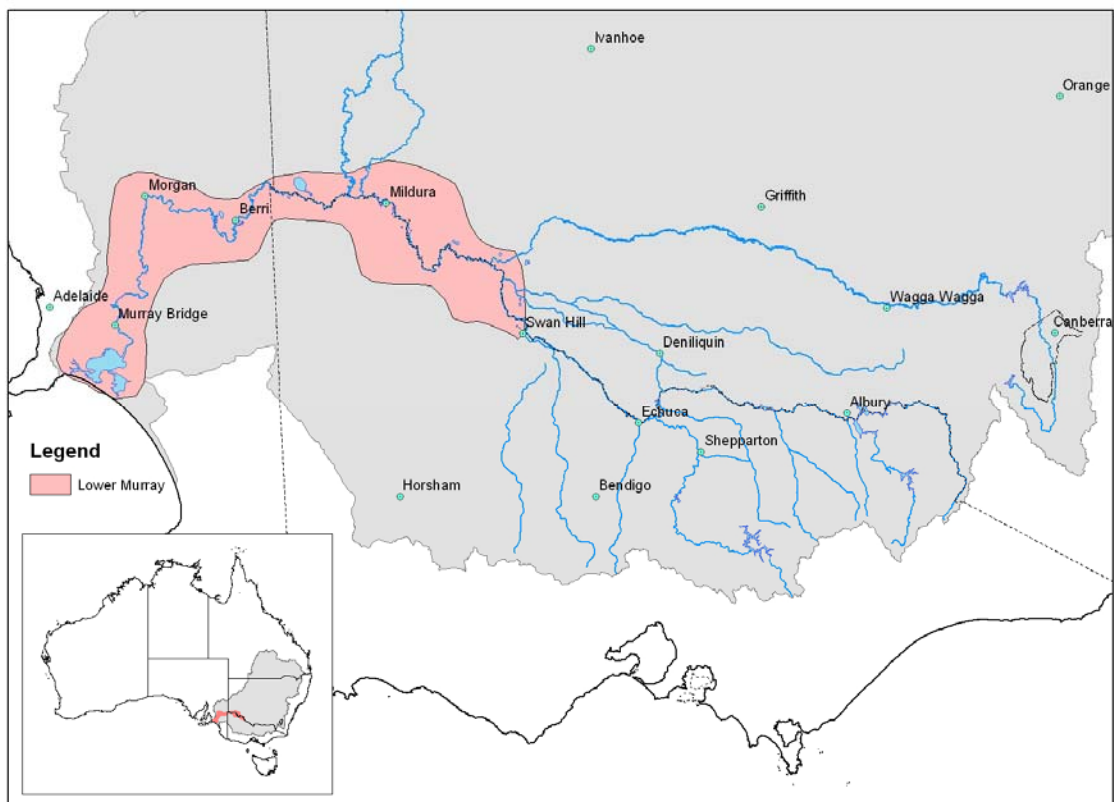 Ivanhoe
Orange
Morgan
Mildura
Berri
Griffith
Adelaide
Murray Bridge
Wagga Wagga
Canberra
Swan Hill
Deniliquin
Echuca
Albury
Shepparton
Legend
Lower Murray
Horsham
Bendigo